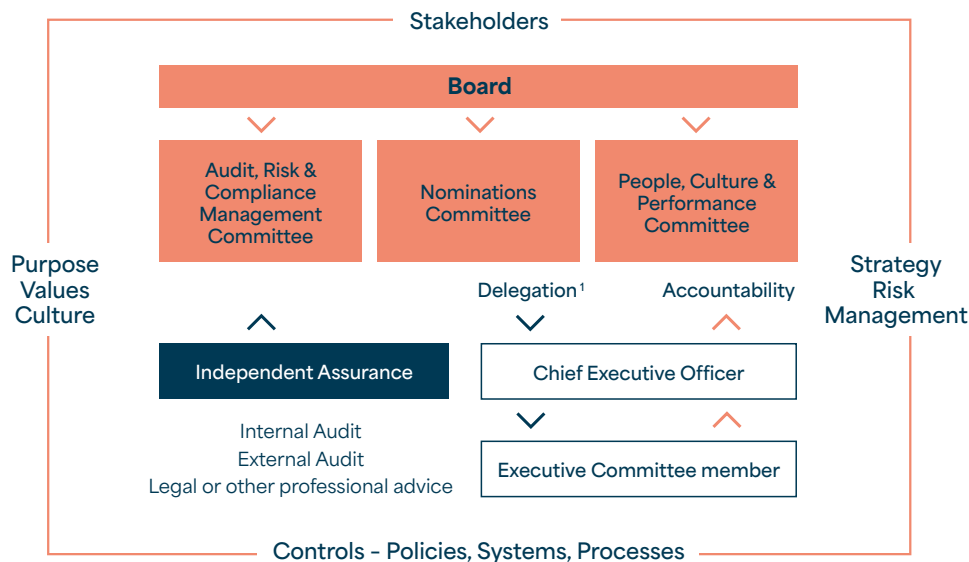 Stakeholders
Board
Audit, Risk &
Compliance
Management
Committee
Nominations
Committee
People, Culture &
Performance
Committee
Purpose
Values
Culture
Strategy
Risk
Management
Delegation ¹
Accountability
Independent Assurance
Chief Executive Officer
Internal Audit
External Audit
Legal or other professional advice
Executive Committee member
Controls – Policies, Systems, Processes